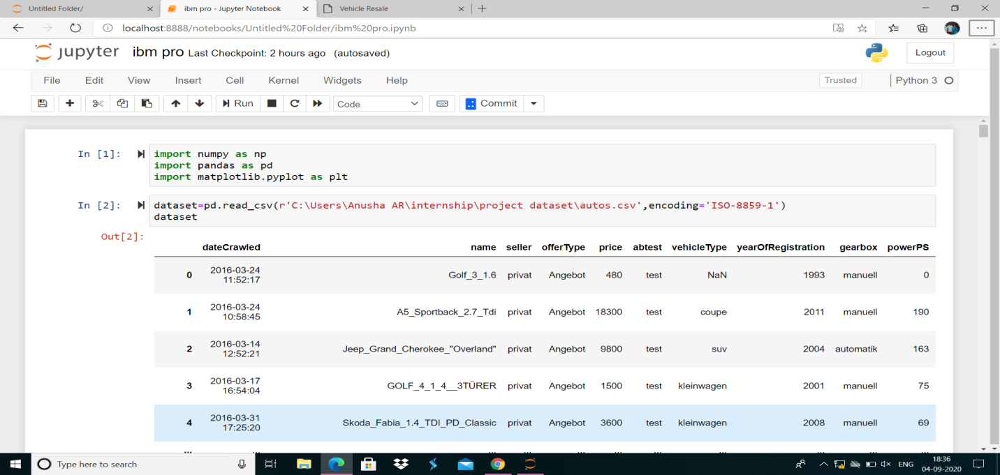 Untitled Folder/
ibm pro - Jupyter Notebook
Vehicle Resale
localhost:8888/notebooks/Untitled%20Folder/ibm%20pro.ipynb
jupyter ibm pro Last Checkpoint: 2 hours ago (autosaved)
Logout
File Edit View Insert Cell Kernel Widgets Help
Trusted
Python 3
Run
Code
Commit
In [1]:
import numpy as np
import pandas as pd
import matplotlib.pyplot as plt
In [2]:
dataset=pd.read_csv(r'C:\Users\Anusha AR\internship\project dataset\autos.csv',encoding='ISO-8859-1')
dataset
Out[2]:
dateCrawled name seller offerType price abtest vehicleType yearOfRegistration gearbox powerPS
0 2016-03-24 11:52:17 Golf_3_1.6 privat Angebot 480 test NaN 1993 manuell 0
1 2016-03-24 10:58:45 A5_Sportback_2.7_Tdi privat Angebot 18300 test coupe 2011 manuell 190
2 2016-03-14 12:52:21 Jeep_Grand_Cherokee_"Overland" privat Angebot 9800 test suv 2004 automatik 163
3 2016-03-17 16:54:04 GOLF_4_1_4__3TÜRER privat Angebot 1500 test kleinwagen 2001 manuell 75
4 2016-03-31 17:25:20 Skoda_Fabia_1.4_TDI_PD_Classic privat Angebot 3600 test kleinwagen 2008 manuell 69
... ... ... ... ... ... ... ... ... ... ...
Type here to search
ENG
18:36
04-09-2020